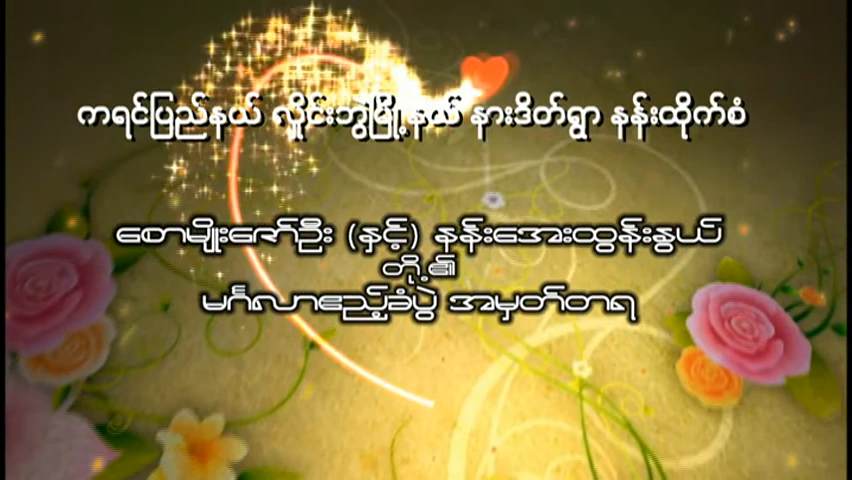 ကရင်ပြည်နယ် လှိုင်းဘွဲမြို့နယ် နားဒိတ်ရွာ နန်းထိုက်စံ
စောမျိုးဇော်ဦး (နှင့်) နန်းအေးထွန်းနွယ်
တို့၏
မင်္ဂလာဧည့်ခံပွဲ အမှတ်တရ